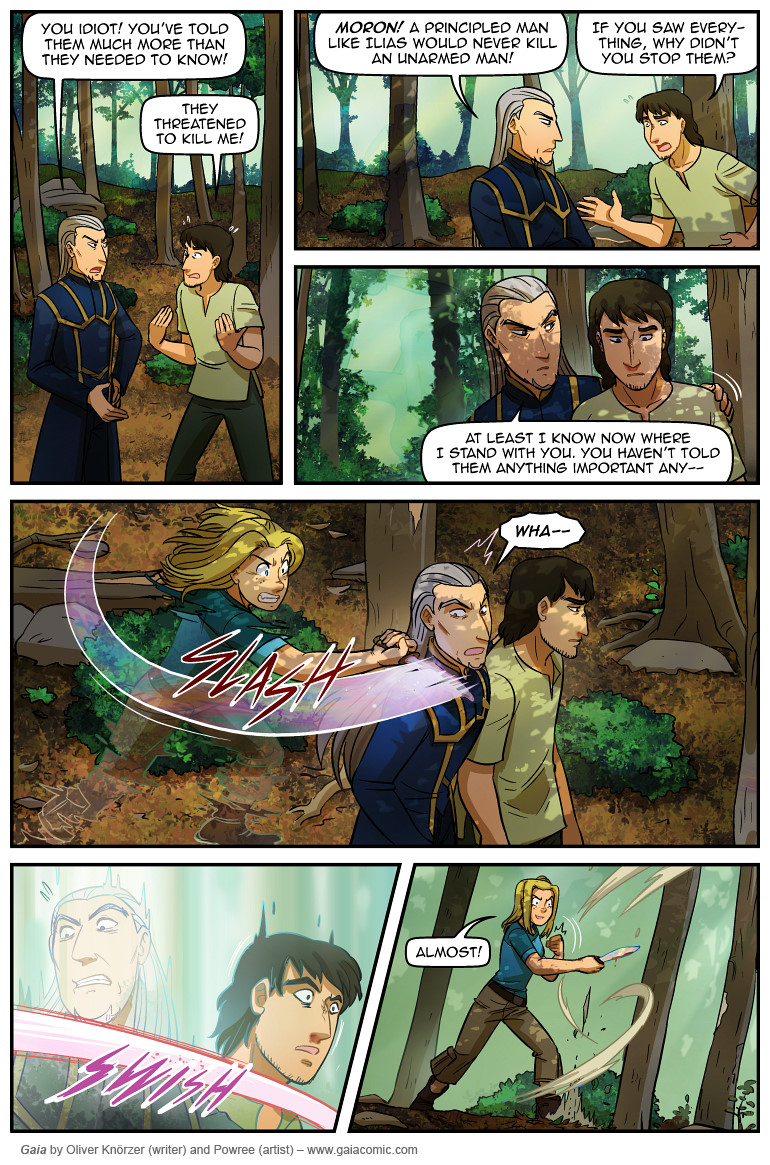 YOU IDIOT! YOU'VE TOLD
THEM MUCH MORE THAN
THEY NEEDED TO KNOW!
THEY
THREATENED
TO KILL ME!
MORON! A PRINCIPLED MAN
LIKE ILIAS WOULD NEVER KILL
AN UNARMED MAN!
IF YOU SAW EVERY-
THING, WHY DIDN'T
YOU STOP THEM?
AT LEAST I KNOW NOW WHERE
I STAND WITH YOU. YOU HAVEN'T TOLD
THEM ANYTHING IMPORTANT ANY--
WHA--
SLASH
SWISH
ALMOST!
Gaia by Oliver Knörzer (writer) and Powree (artist) – www.gaiacomic.com